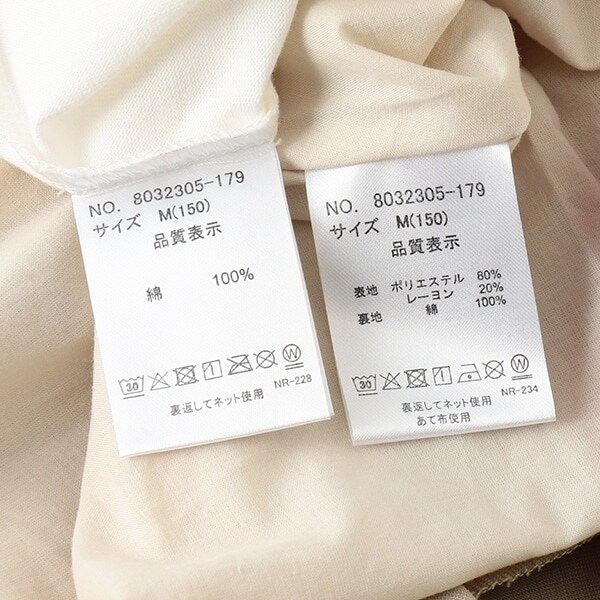 NO. 8032305-179
サイズ M(150)
品質表示
綿 100%
30 W
NR-228
裏返してネット使用
NO. 8032305-179
サイズ M(150)
品質表示
表地 ポリエステル 80%
レーヨン 20%
裏地 綿 100%
30 W
NR-234
裏返してネット使用
あて布使用